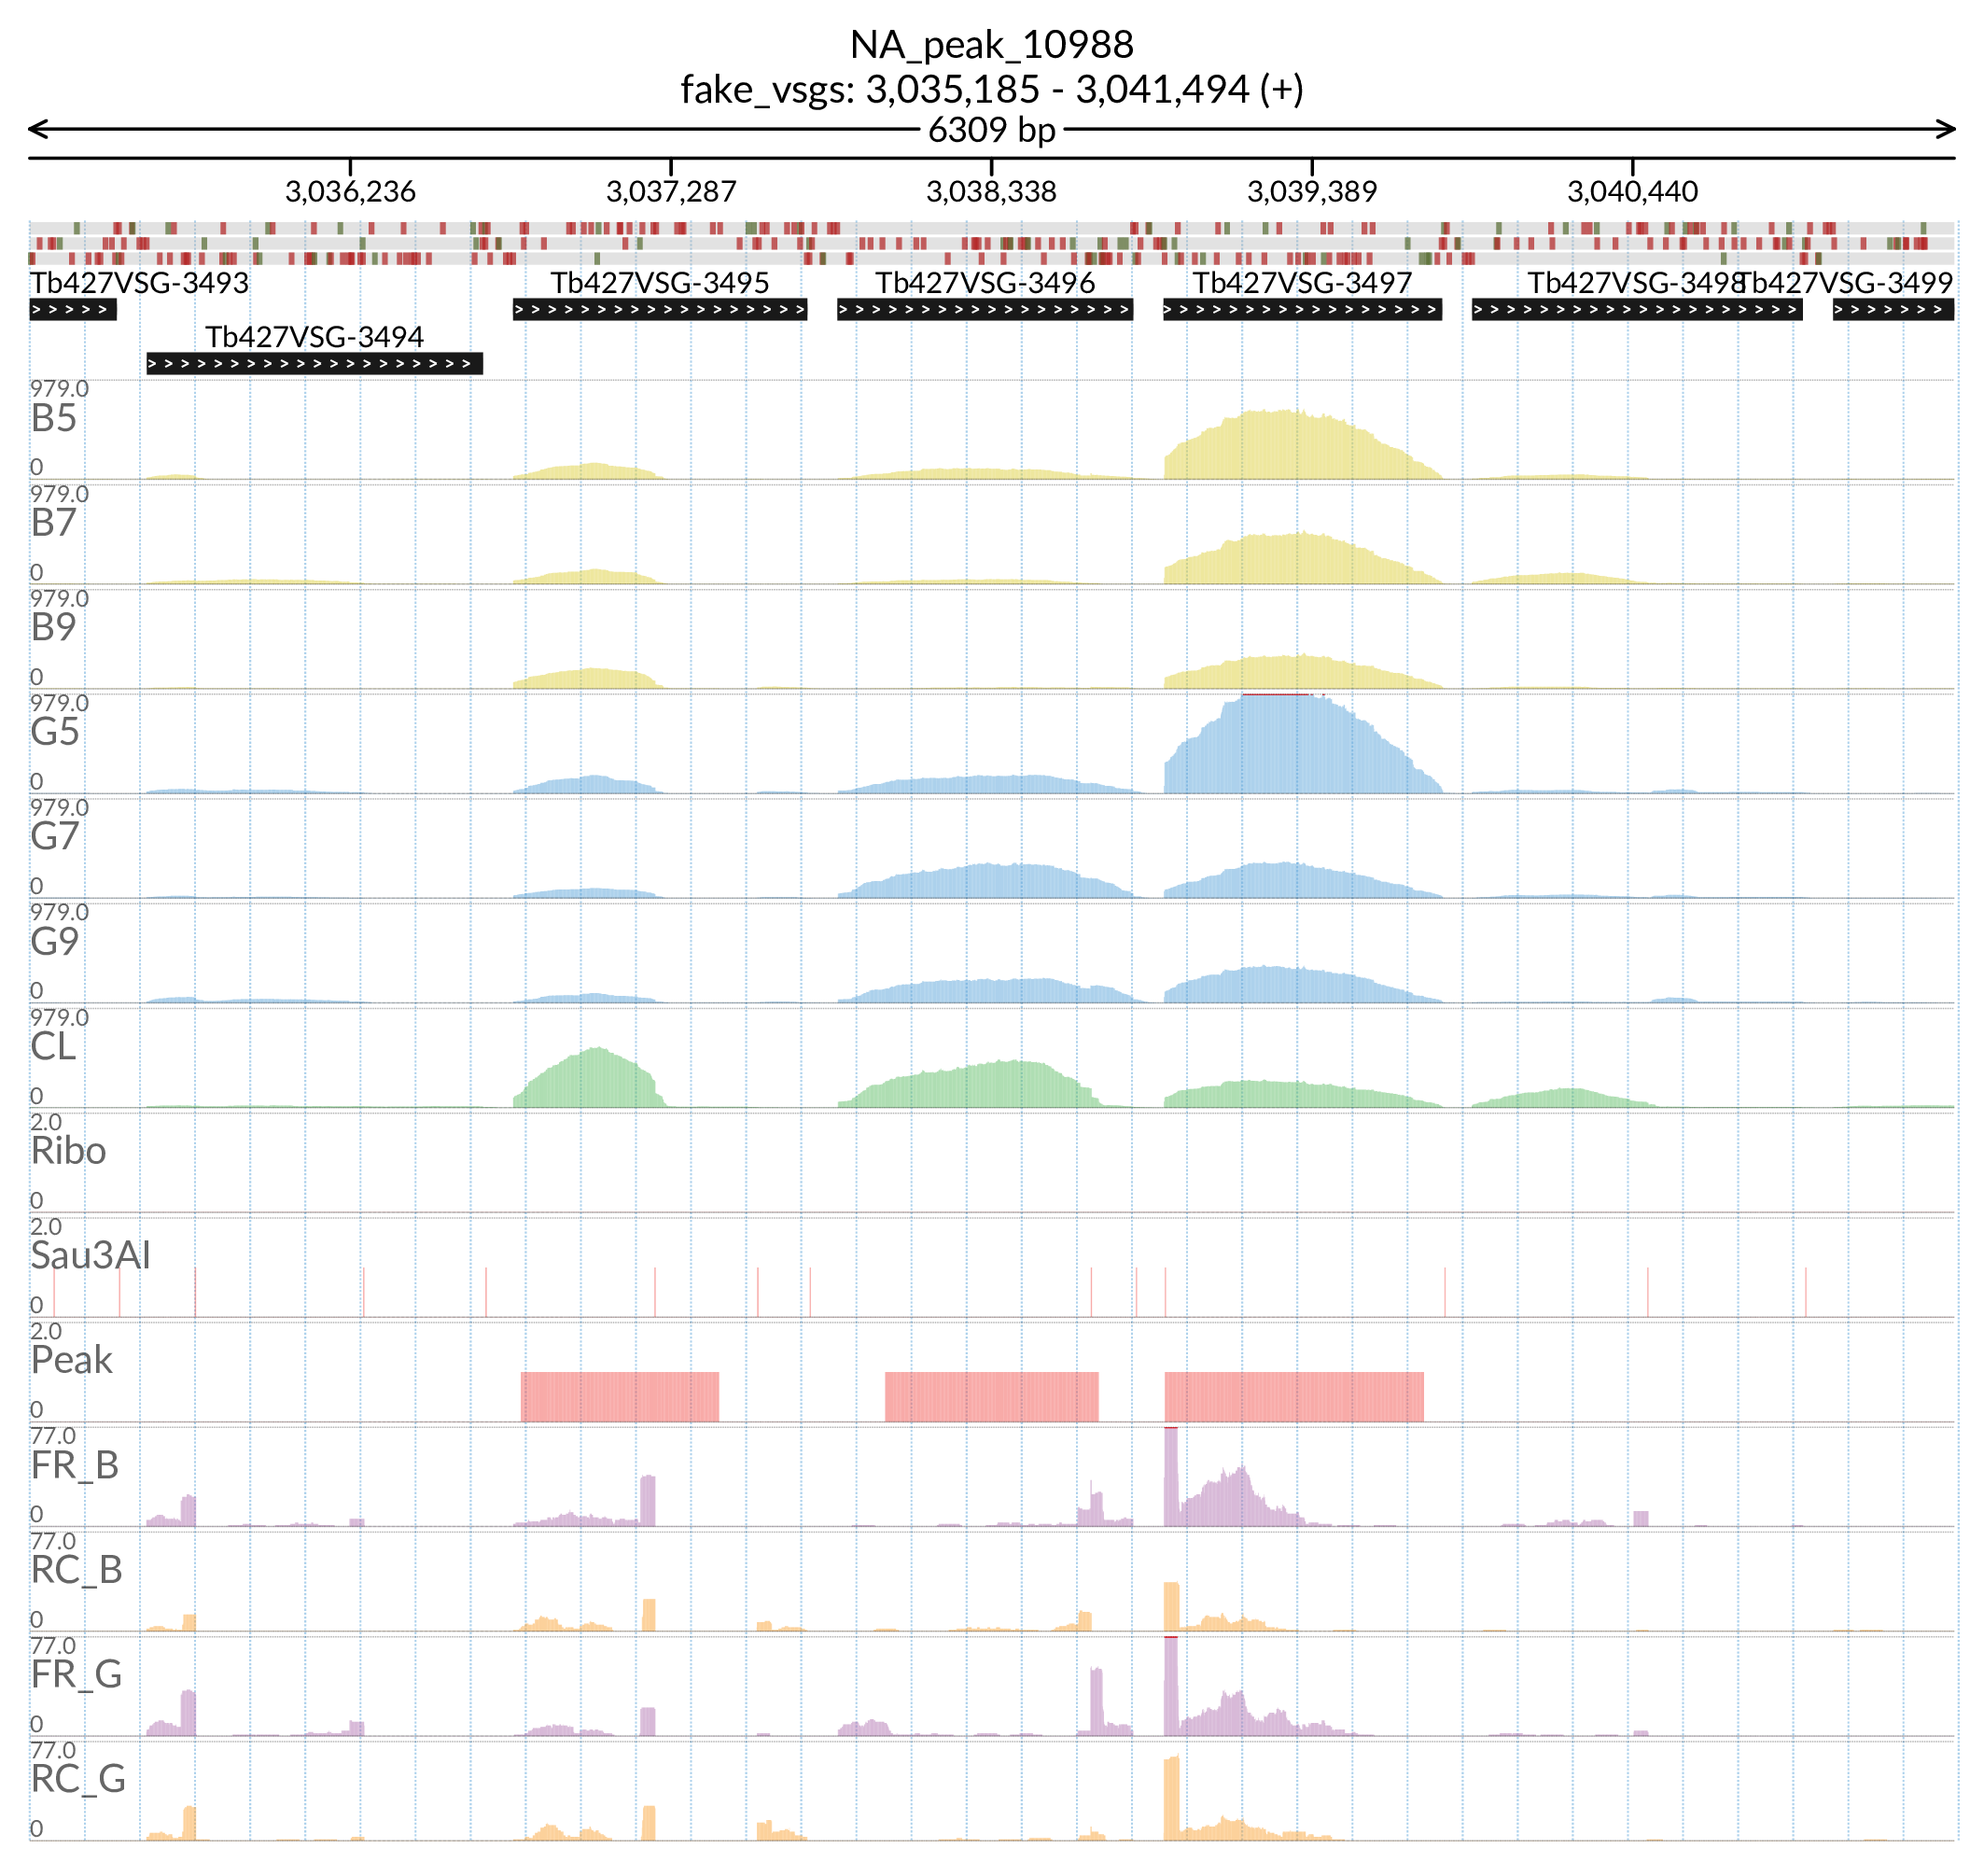 NA_peak_10988
fake_vsgs: 3,035,185 - 3,041,494 (+)
6309 bp
3,036,236 3,037,287 3,038,338 3,039,389 3,040,440
Tb427VSG-3493 Tb427VSG-3495 Tb427VSG-3496 Tb427VSG-3497 Tb427VSG-3498 Tb427VSG-3499
Tb427VSG-3494
979.0
B5
0
979.0
B7
0
979.0
B9
0
979.0
G5
0
979.0
G7
0
979.0
G9
0
979.0
CL
0
2.0
Ribo
0
2.0
Sau3AI
0
2.0
Peak
0
77.0
FR_B
0
77.0
RC_B
0
77.0
FR_G
0
77.0
RC_G
0